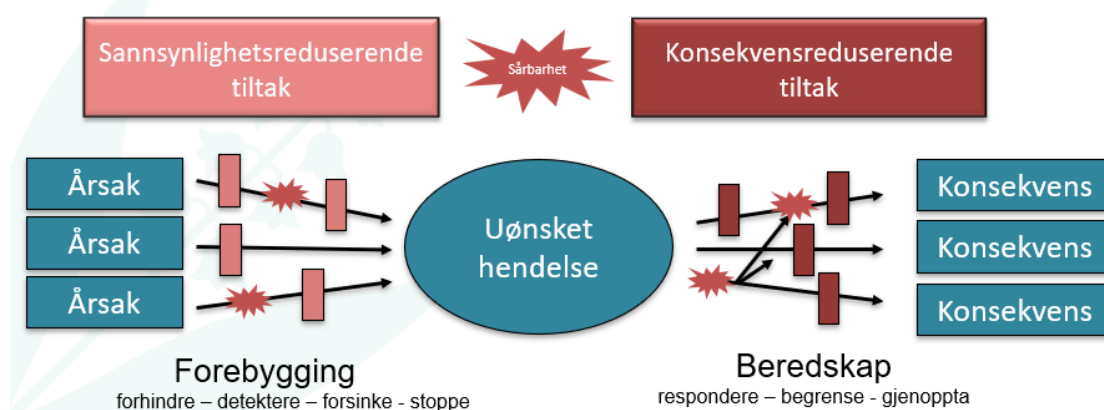 Sannsynlighetsreduserende
tiltak
Sårbarhet
Konsekvensreduserende
tiltak
Årsak
Årsak
Årsak
Uønsket
hendelse
Konsekvens
Konsekvens
Konsekvens
Forebygging
forhindre – detektere – forsinke - stoppe
Beredskap
respondere – begrense - gjenoppta